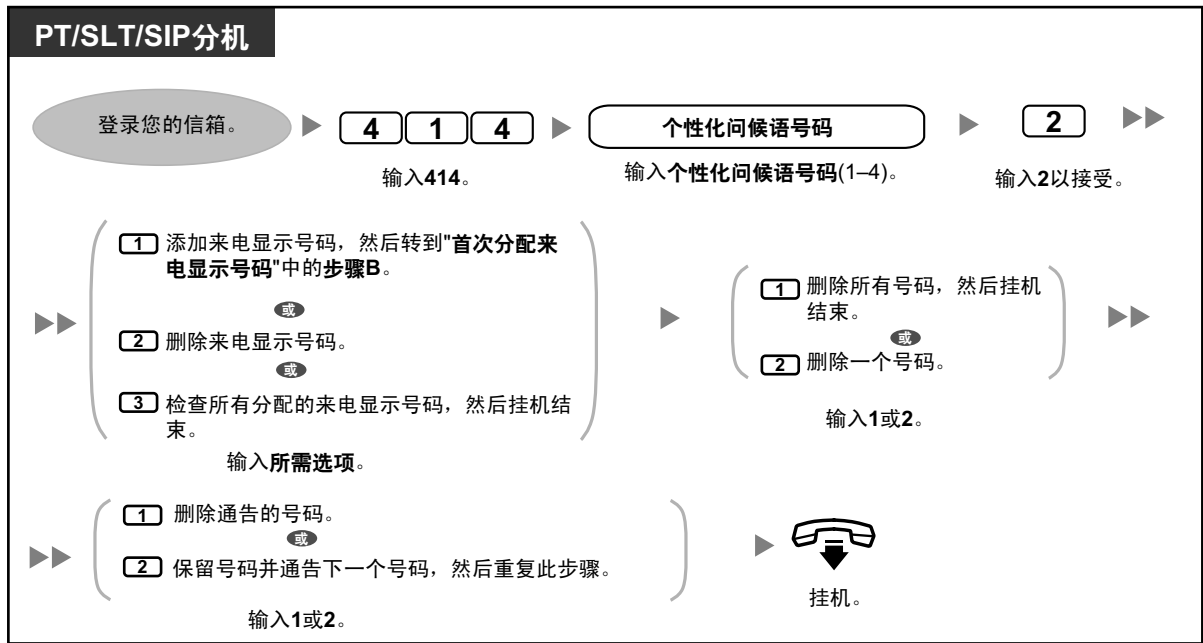 PT/SLT/SIP分机
登录您的信箱。
4 1 4
个性化问候语号码
2
输入414。
输入个性化问候语号码(1–4)。
输入2以接受。
1 添加来电显示号码，然后转到"首次分配来
电显示号码"中的步骤B。
或
2 删除来电显示号码。
或
3 检查所有分配的来电显示号码，然后挂机结
束。
输入所需选项。
1 删除所有号码，然后挂机
结束。
或
2 删除一个号码。
输入1或2。
1 删除通告的号码。
或
2 保留号码并通告下一个号码，然后重复此步骤。
输入1或2。
挂机。